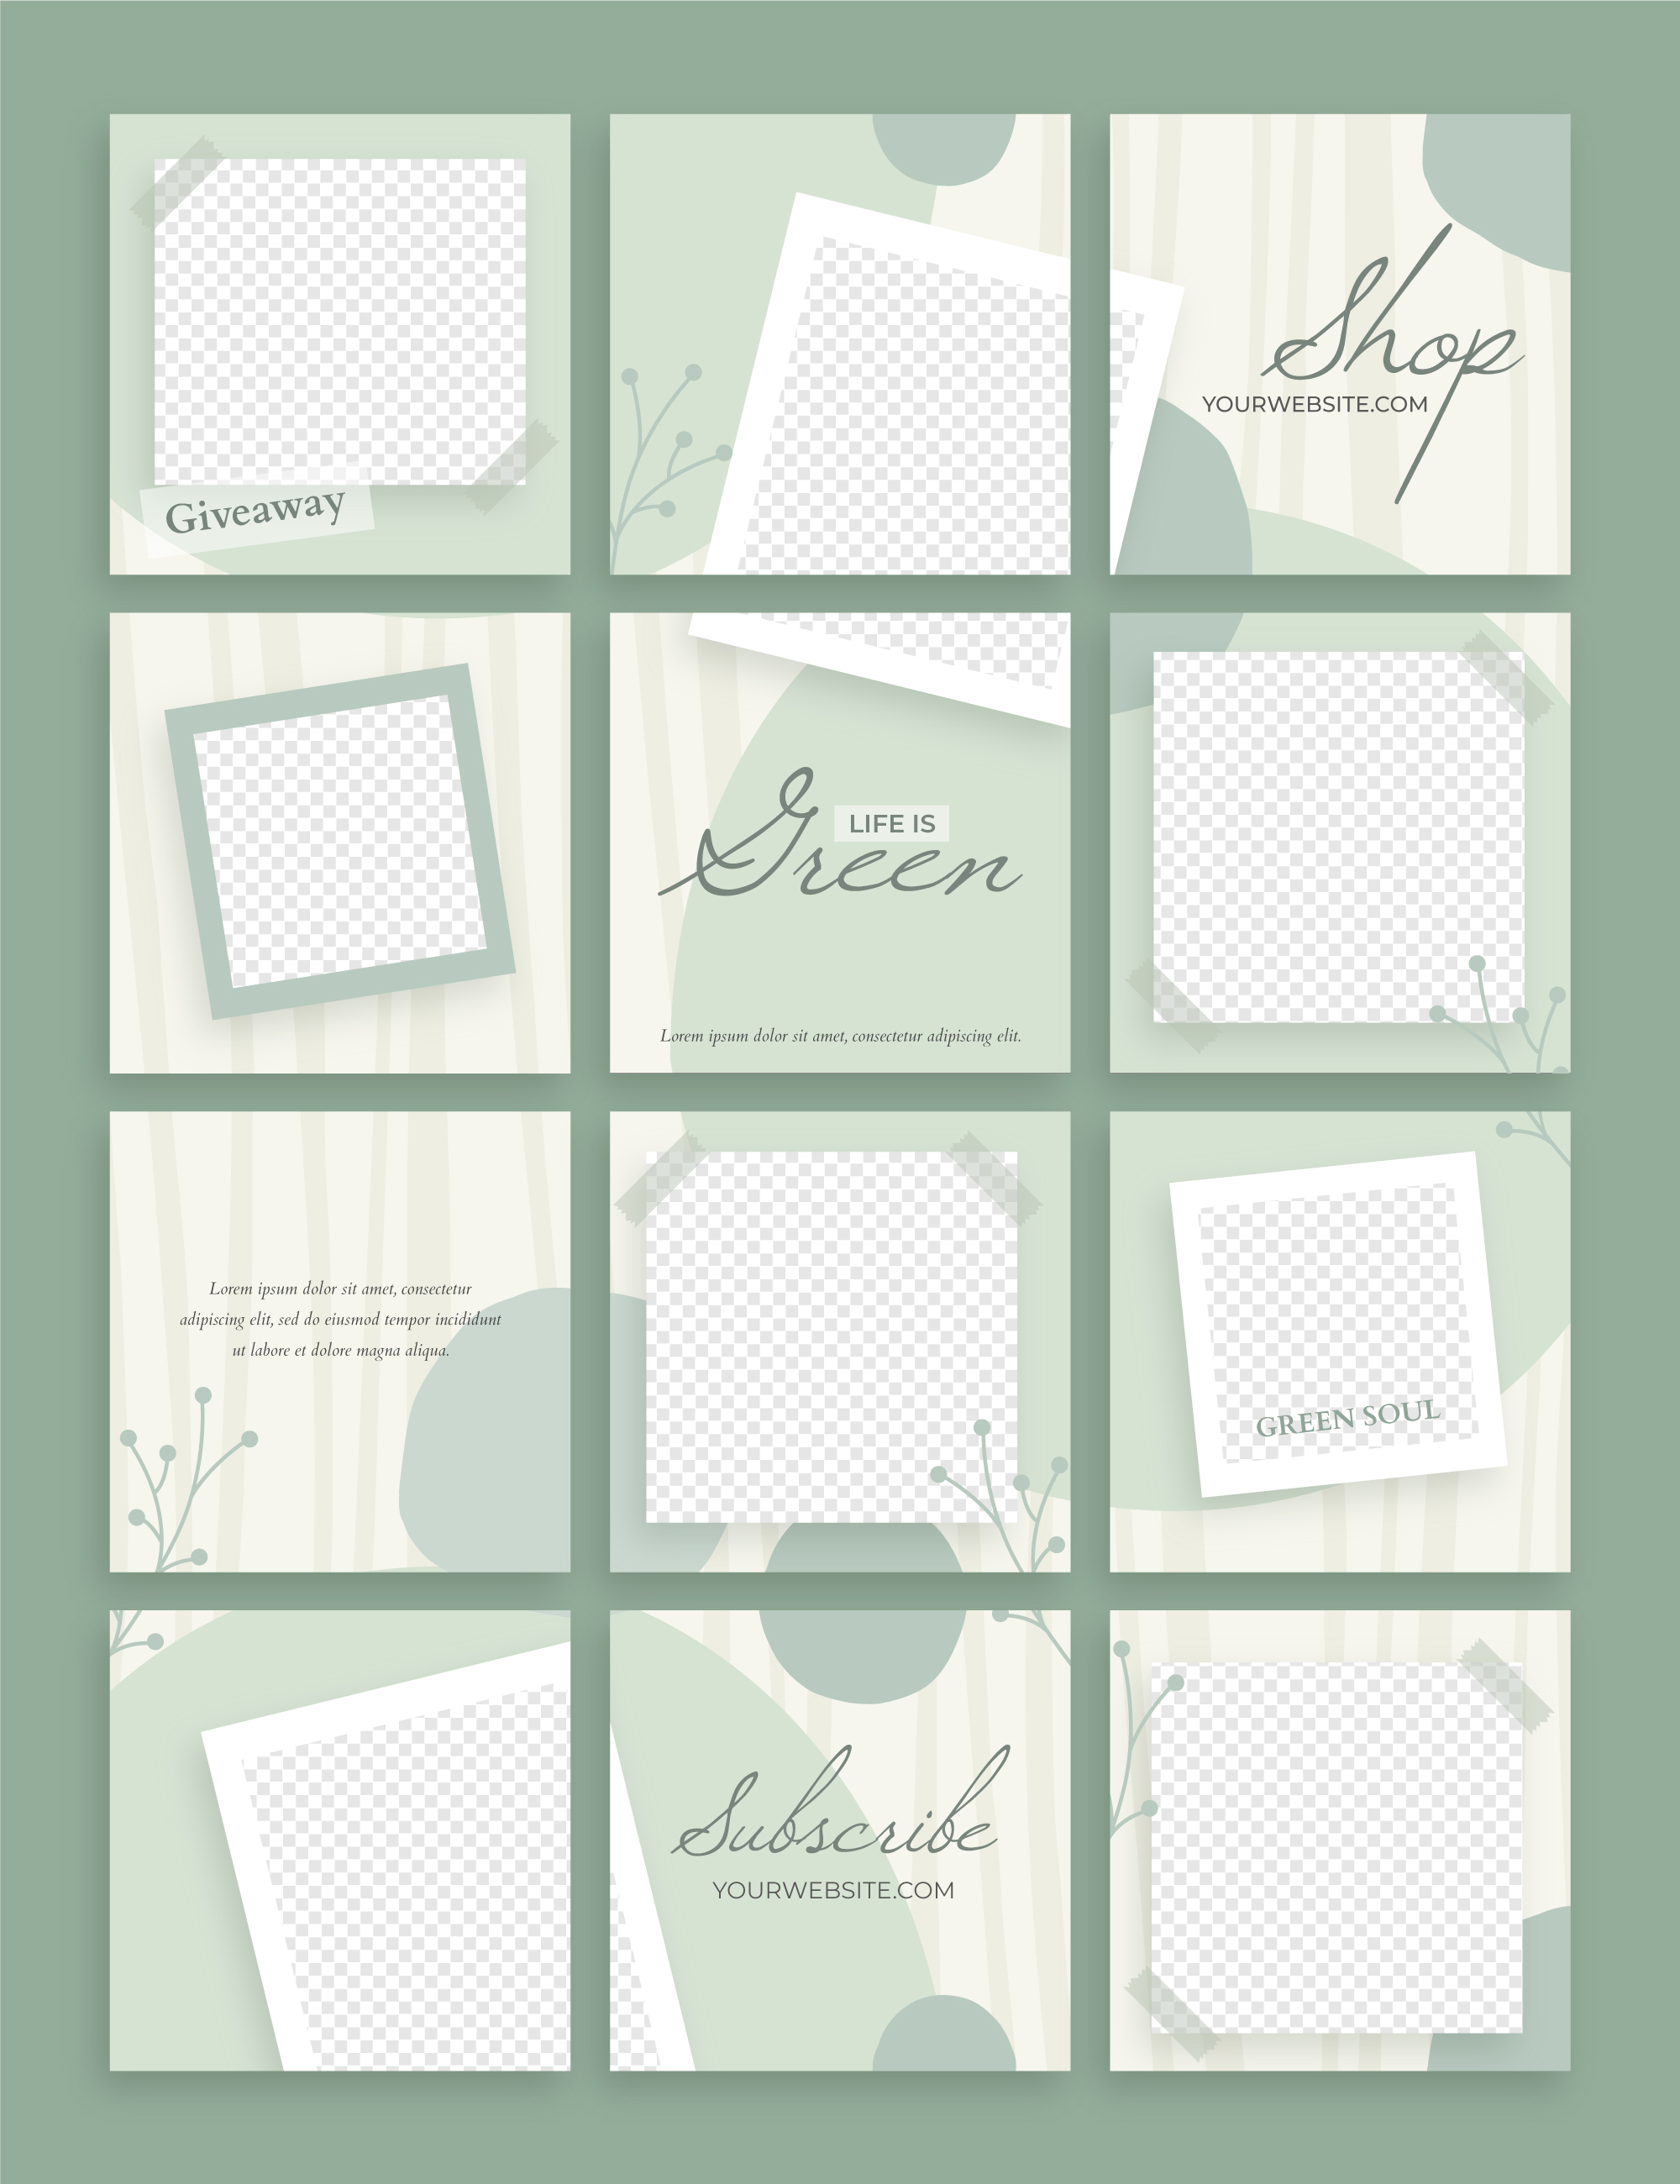 Giveaway
Shop
YOURWEBSITE.COM
LIFE IS
Green
Lorem ipsum dolor sit amet, consectetur adipiscing elit.
Lorem ipsum dolor sit amet, consectetur
adipiscing elit, sed do eiusmod tempor incididunt
ut labore et dolore magna aliqua.
GREEN SOUL
Subscribe
YOURWEBSITE.COM